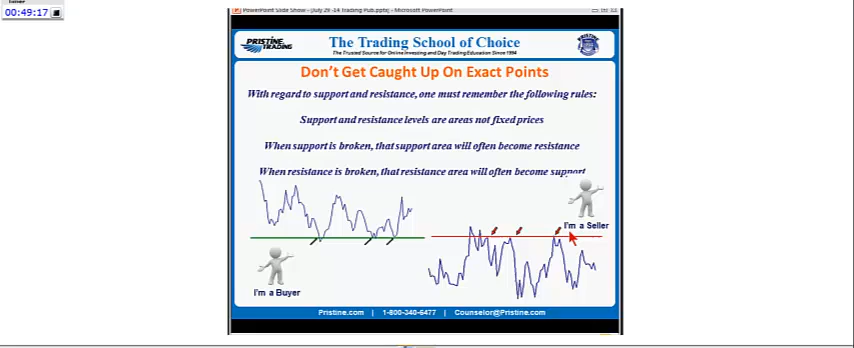 timer
00:49:17
PowerPoint Slide Show - [July 29 -14 Trading Pub.pptx] - Microsoft PowerPoint
PRISTINE
TRADING
The Trading School of Choice
The Trusted Source for Online Investing and Day Trading Education Since 1994
PRISTINE
Don't Get Caught Up On Exact Points
With regard to support and resistance, one must remember the following rules:
Support and resistance levels are areas not fixed prices
When support is broken, that support area will often become resistance
When resistance is broken, that resistance area will often become support
I'm a Seller
I'm a Buyer
Pristine.com | 1-800-340-6477 | Counselor@Pristine.com